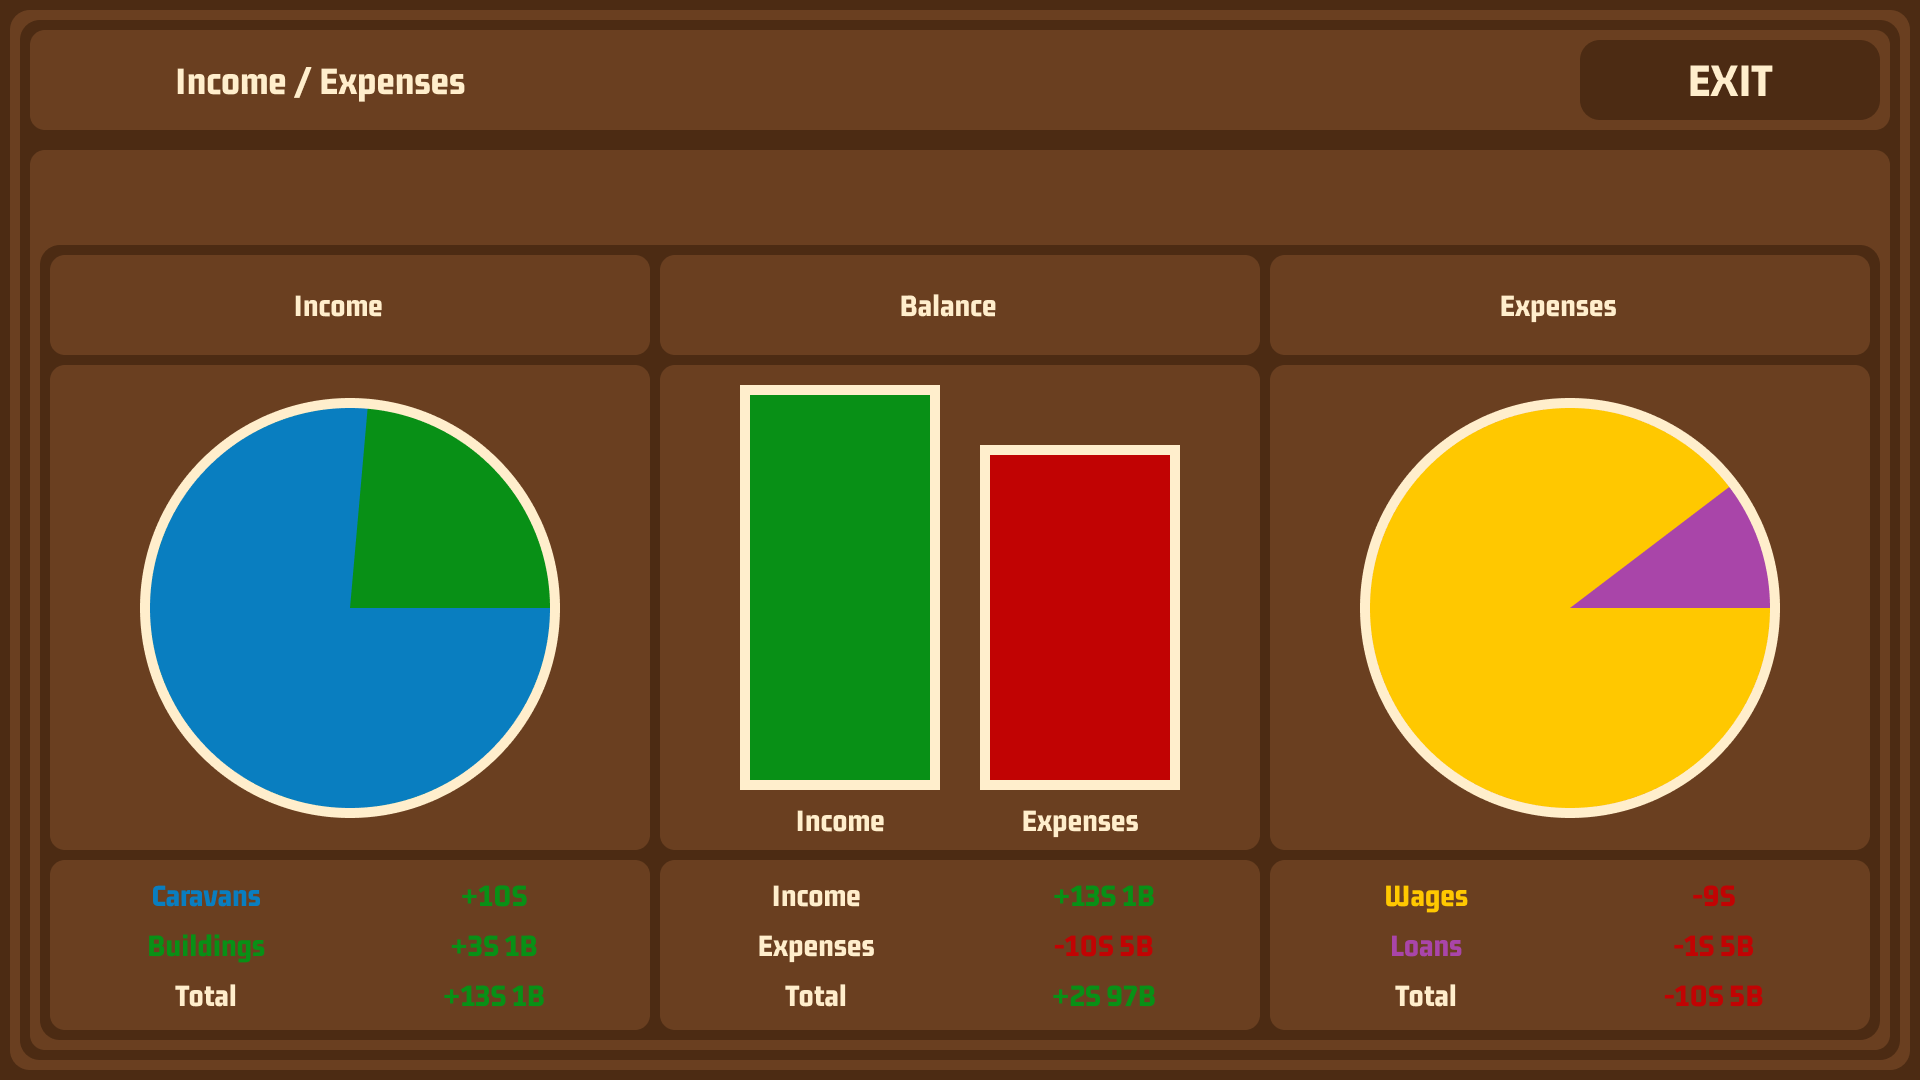 Income / Expenses
EXIT
Income
Balance
Expenses
Income
Expenses
Caravans +10S
Buildings +3S 1B
Total +13S 1B
Income +13S 1B
Expenses -10S 5B
Total +2S 97B
Wages -9S
Loans -1S 5B
Total -10S 5B